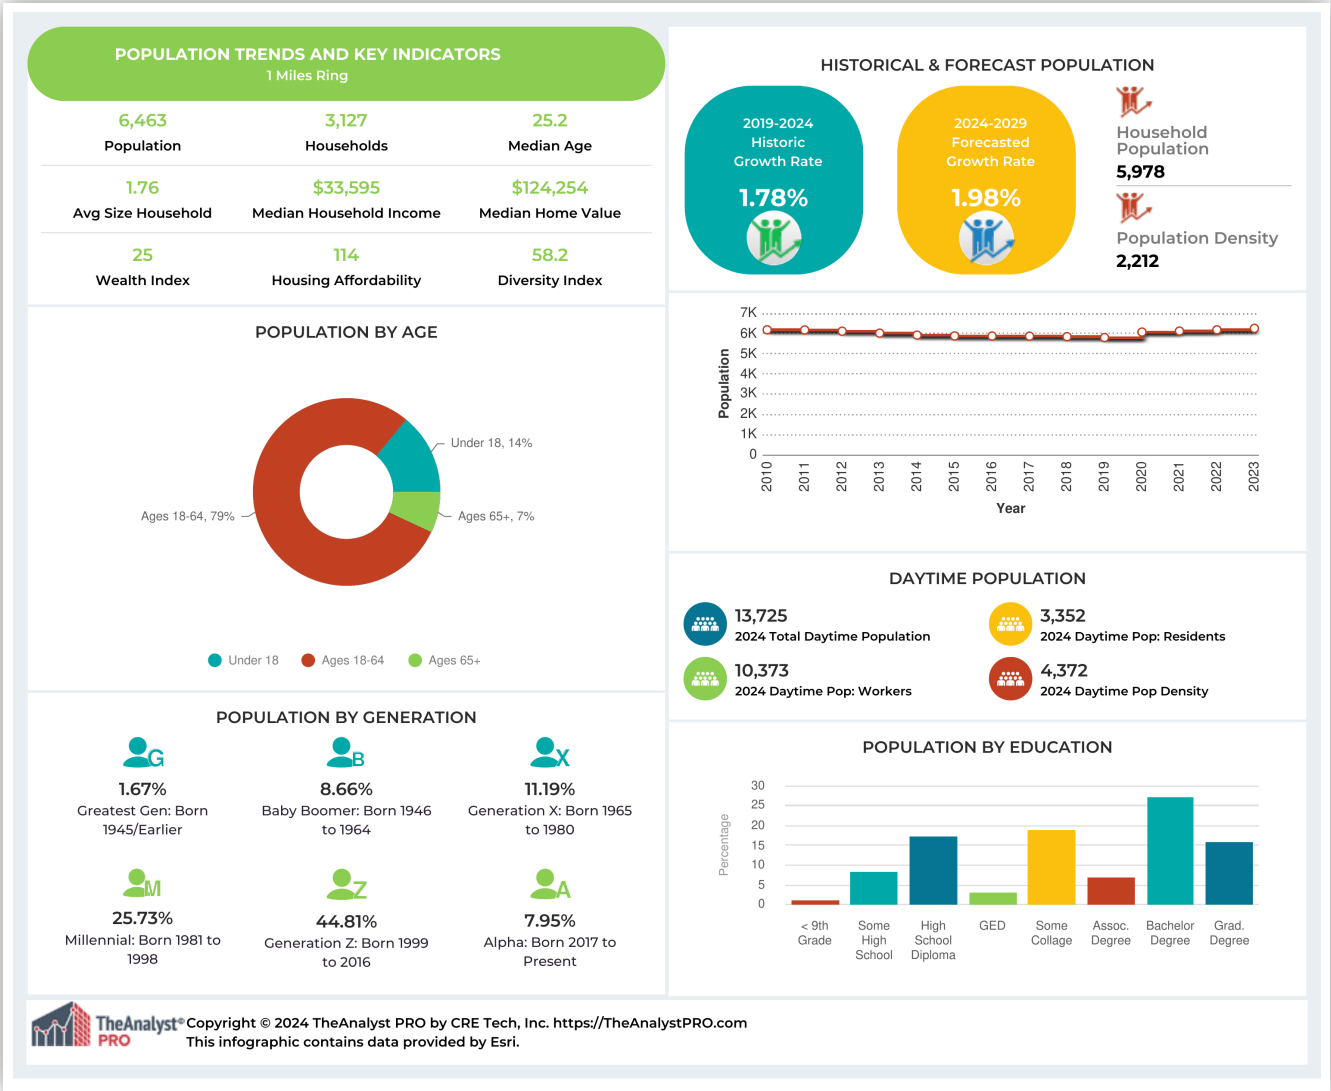 POPULATION TRENDS AND KEY INDICATORS
1 Miles Ring
6,463
Population
3,127
Households
25.2
Median Age
1.76
Avg Size Household
$33,595
Median Household Income
$124,254
Median Home Value
25
Wealth Index
114
Housing Affordability
58.2
Diversity Index
POPULATION BY AGE
Under 18, 14%
Ages 18-64, 79%
Ages 65+, 7%
Under 18
Ages 18-64
Ages 65+
POPULATION BY GENERATION
G
1.67%
Greatest Gen: Born
1945/Earlier
B
8.66%
Baby Boomer: Born 1946
to 1964
X
11.19%
Generation X: Born 1965
to 1980
M
25.73%
Millennial: Born 1981 to
1998
Z
44.81%
Generation Z: Born 1999
to 2016
A
7.95%
Alpha: Born 2017 to
Present
HISTORICAL & FORECAST POPULATION
2019-2024
Historic
Growth Rate
1.78%
2024-2029
Forecasted
Growth Rate
1.98%
Household
Population
5,978
Population Density
2,212
Population
7K
6K
5K
4K
3K
2K
1K
0
2010
2011
2012
2013
2014
2015
2016
2017
2018
2019
2020
2021
2022
2023
Year
DAYTIME POPULATION
13,725
2024 Total Daytime Population
3,352
2024 Daytime Pop: Residents
10,373
2024 Daytime Pop: Workers
4,372
2024 Daytime Pop Density
POPULATION BY EDUCATION
Percentage
30
25
20
15
10
5
0
< 9th
Grade
Some
High
School
High
School
Diploma
GED
Some
Collage
Assoc.
Degree
Bachelor
Degree
Grad.
Degree
TheAnalyst®
PRO
Copyright © 2024 TheAnalyst PRO by CRE Tech, Inc. https://TheAnalystPRO.com
This infographic contains data provided by Esri.